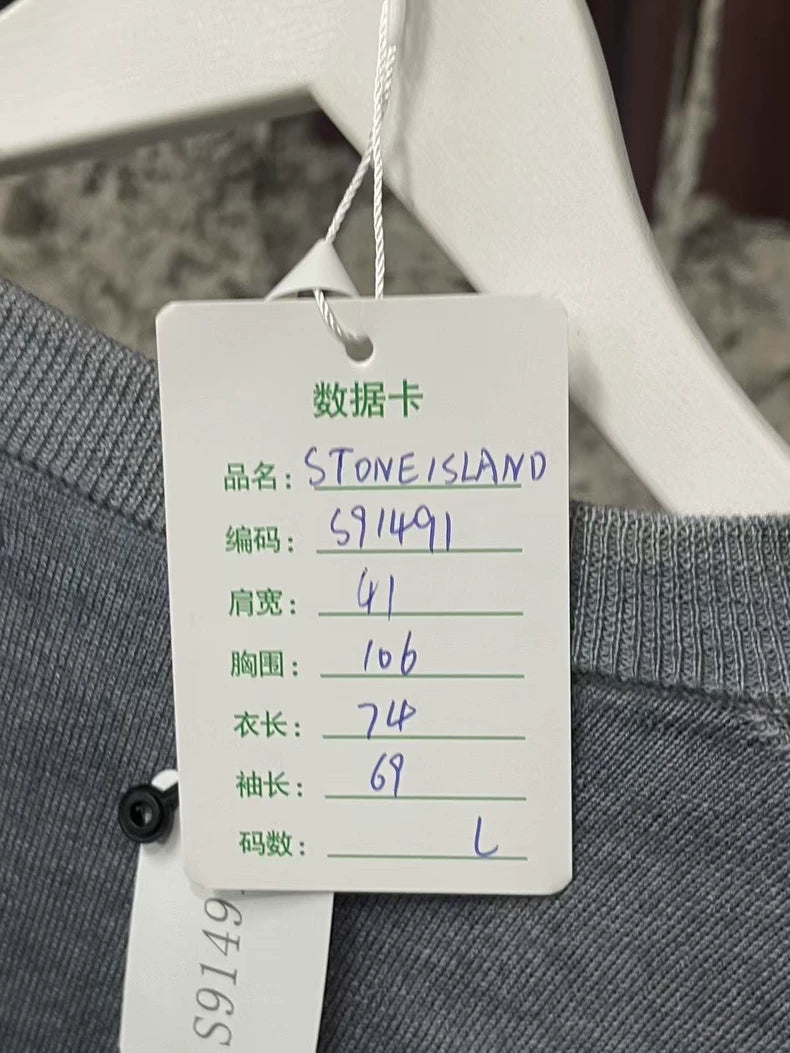 数据卡
品名: STONEISLAND
编码: S91491
肩宽: 41
胸围: 106
衣长: 74
袖长: 69
码数: L
S9149